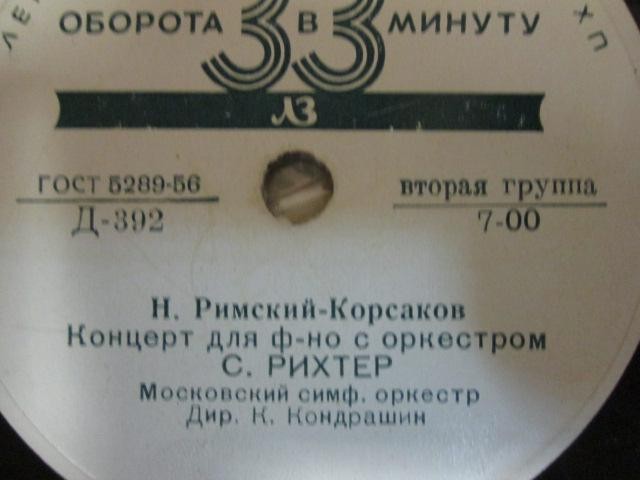 ОБОРОТА 33 В МИНУТУ
ЛЗ
ГОСТ 5289-56
Д-392
вторая группа
7-00
Н. Римский-Корсаков
Концерт для ф-но с оркестром
С. РИХТЕР
Московский симф. оркестр
Дир. К. Кондрашин